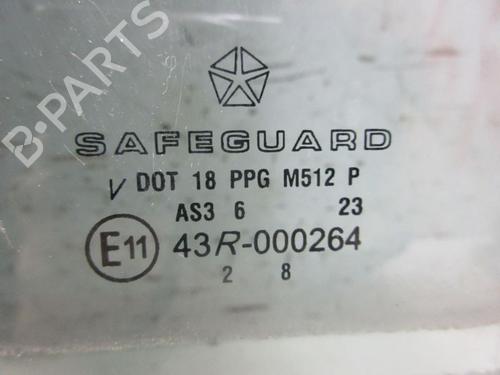 B-PARTS
SAFEGUARD
V DOT 18 PPG M512 P
AS3 6 23
E11 43R-000264
2 8